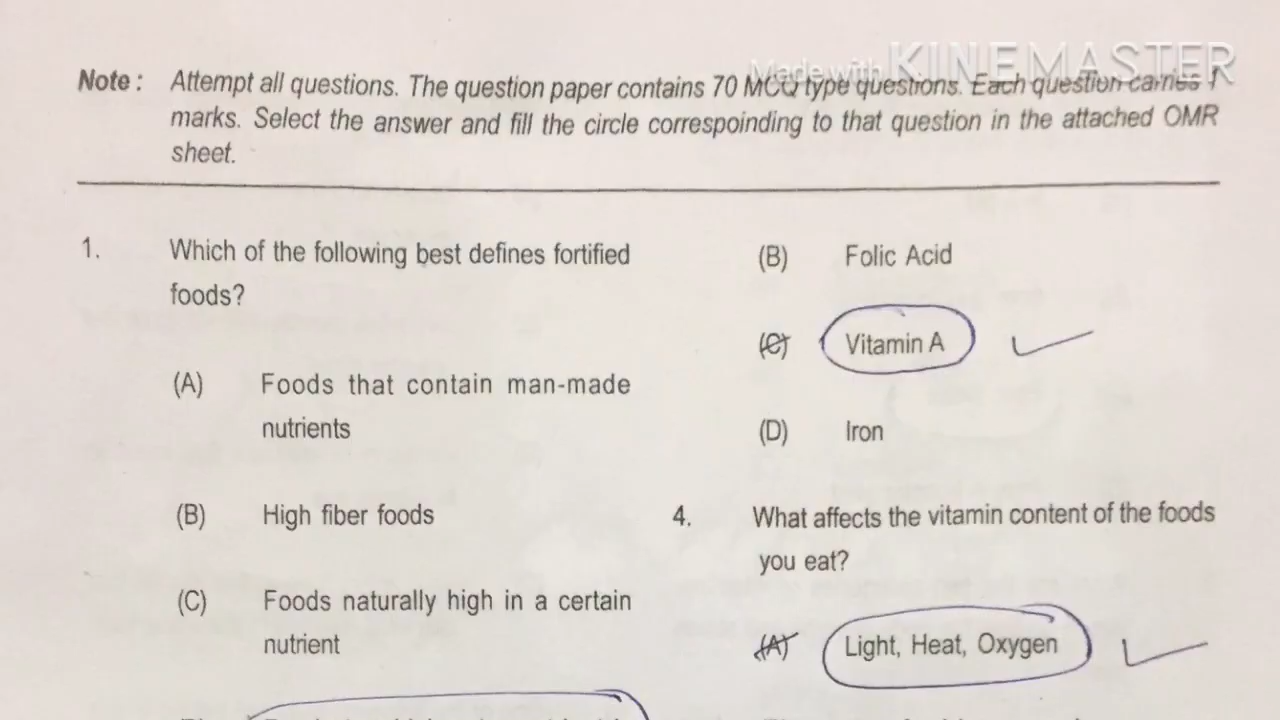 Made with KINEMASTER
Note : Attempt all questions. The question paper contains 70 MCQ type questions. Each question carries 1
marks. Select the answer and fill the circle correspoinding to that question in the attached OMR
sheet.
1. Which of the following best defines fortified
foods?
(A) Foods that contain man-made
nutrients
(B) High fiber foods
(C) Foods naturally high in a certain
nutrient
(B) Folic Acid
(C) Vitamin A
(D) Iron
4. What affects the vitamin content of the foods
you eat?
(A) Light, Heat, Oxygen